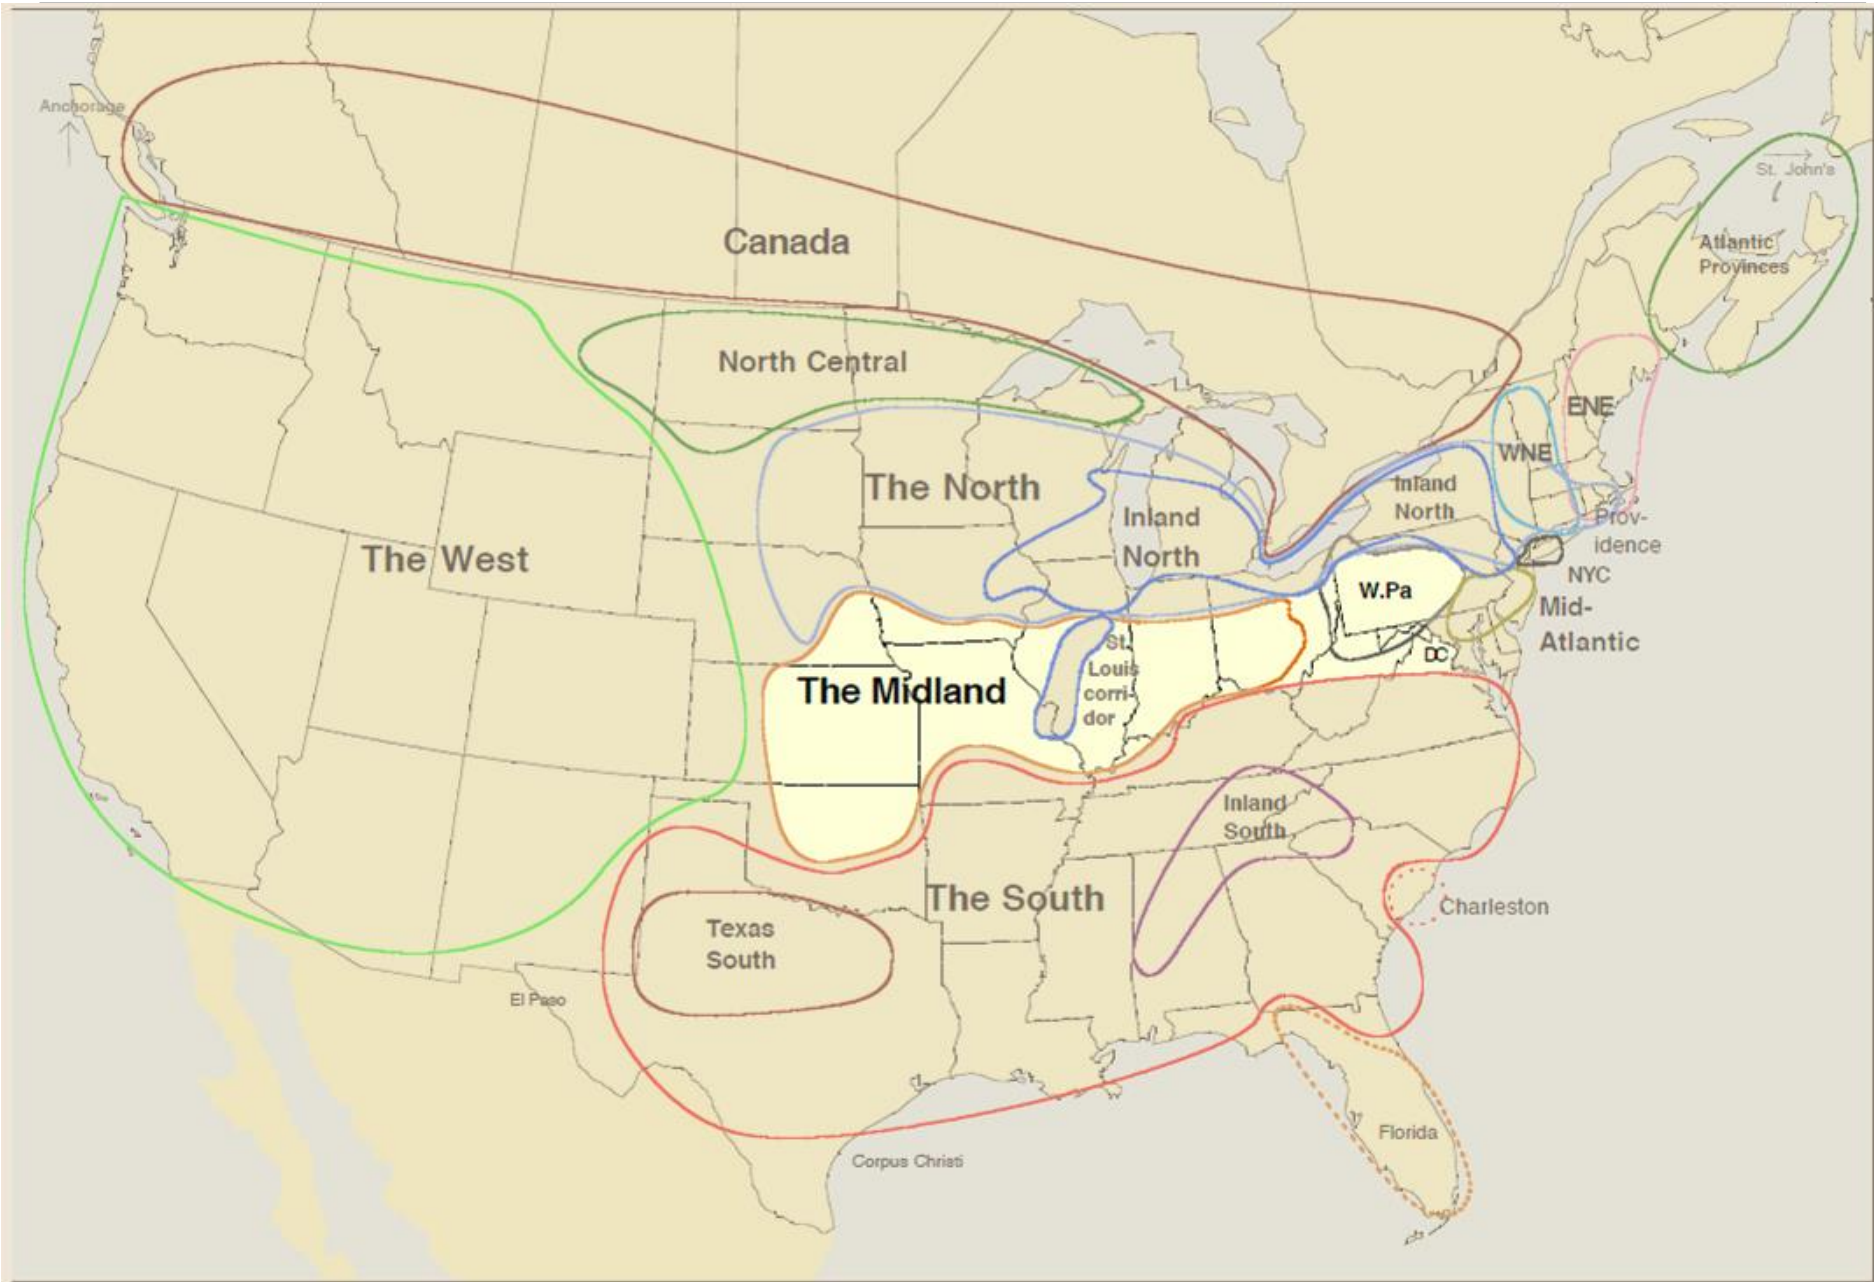 Anchorage
St. John's
Canada
Atlantic
Provinces
North Central
ENE
WNE
The North
Inland
North
Inland
North
Prov-
idence
The West
NYC
W.Pa
Mid-
Atlantic
DC
St.
Louis
corri-
dor
The Midland
Inland
South
The South
Charleston
Texas
South
El Paso
Florida
Corpus Christi